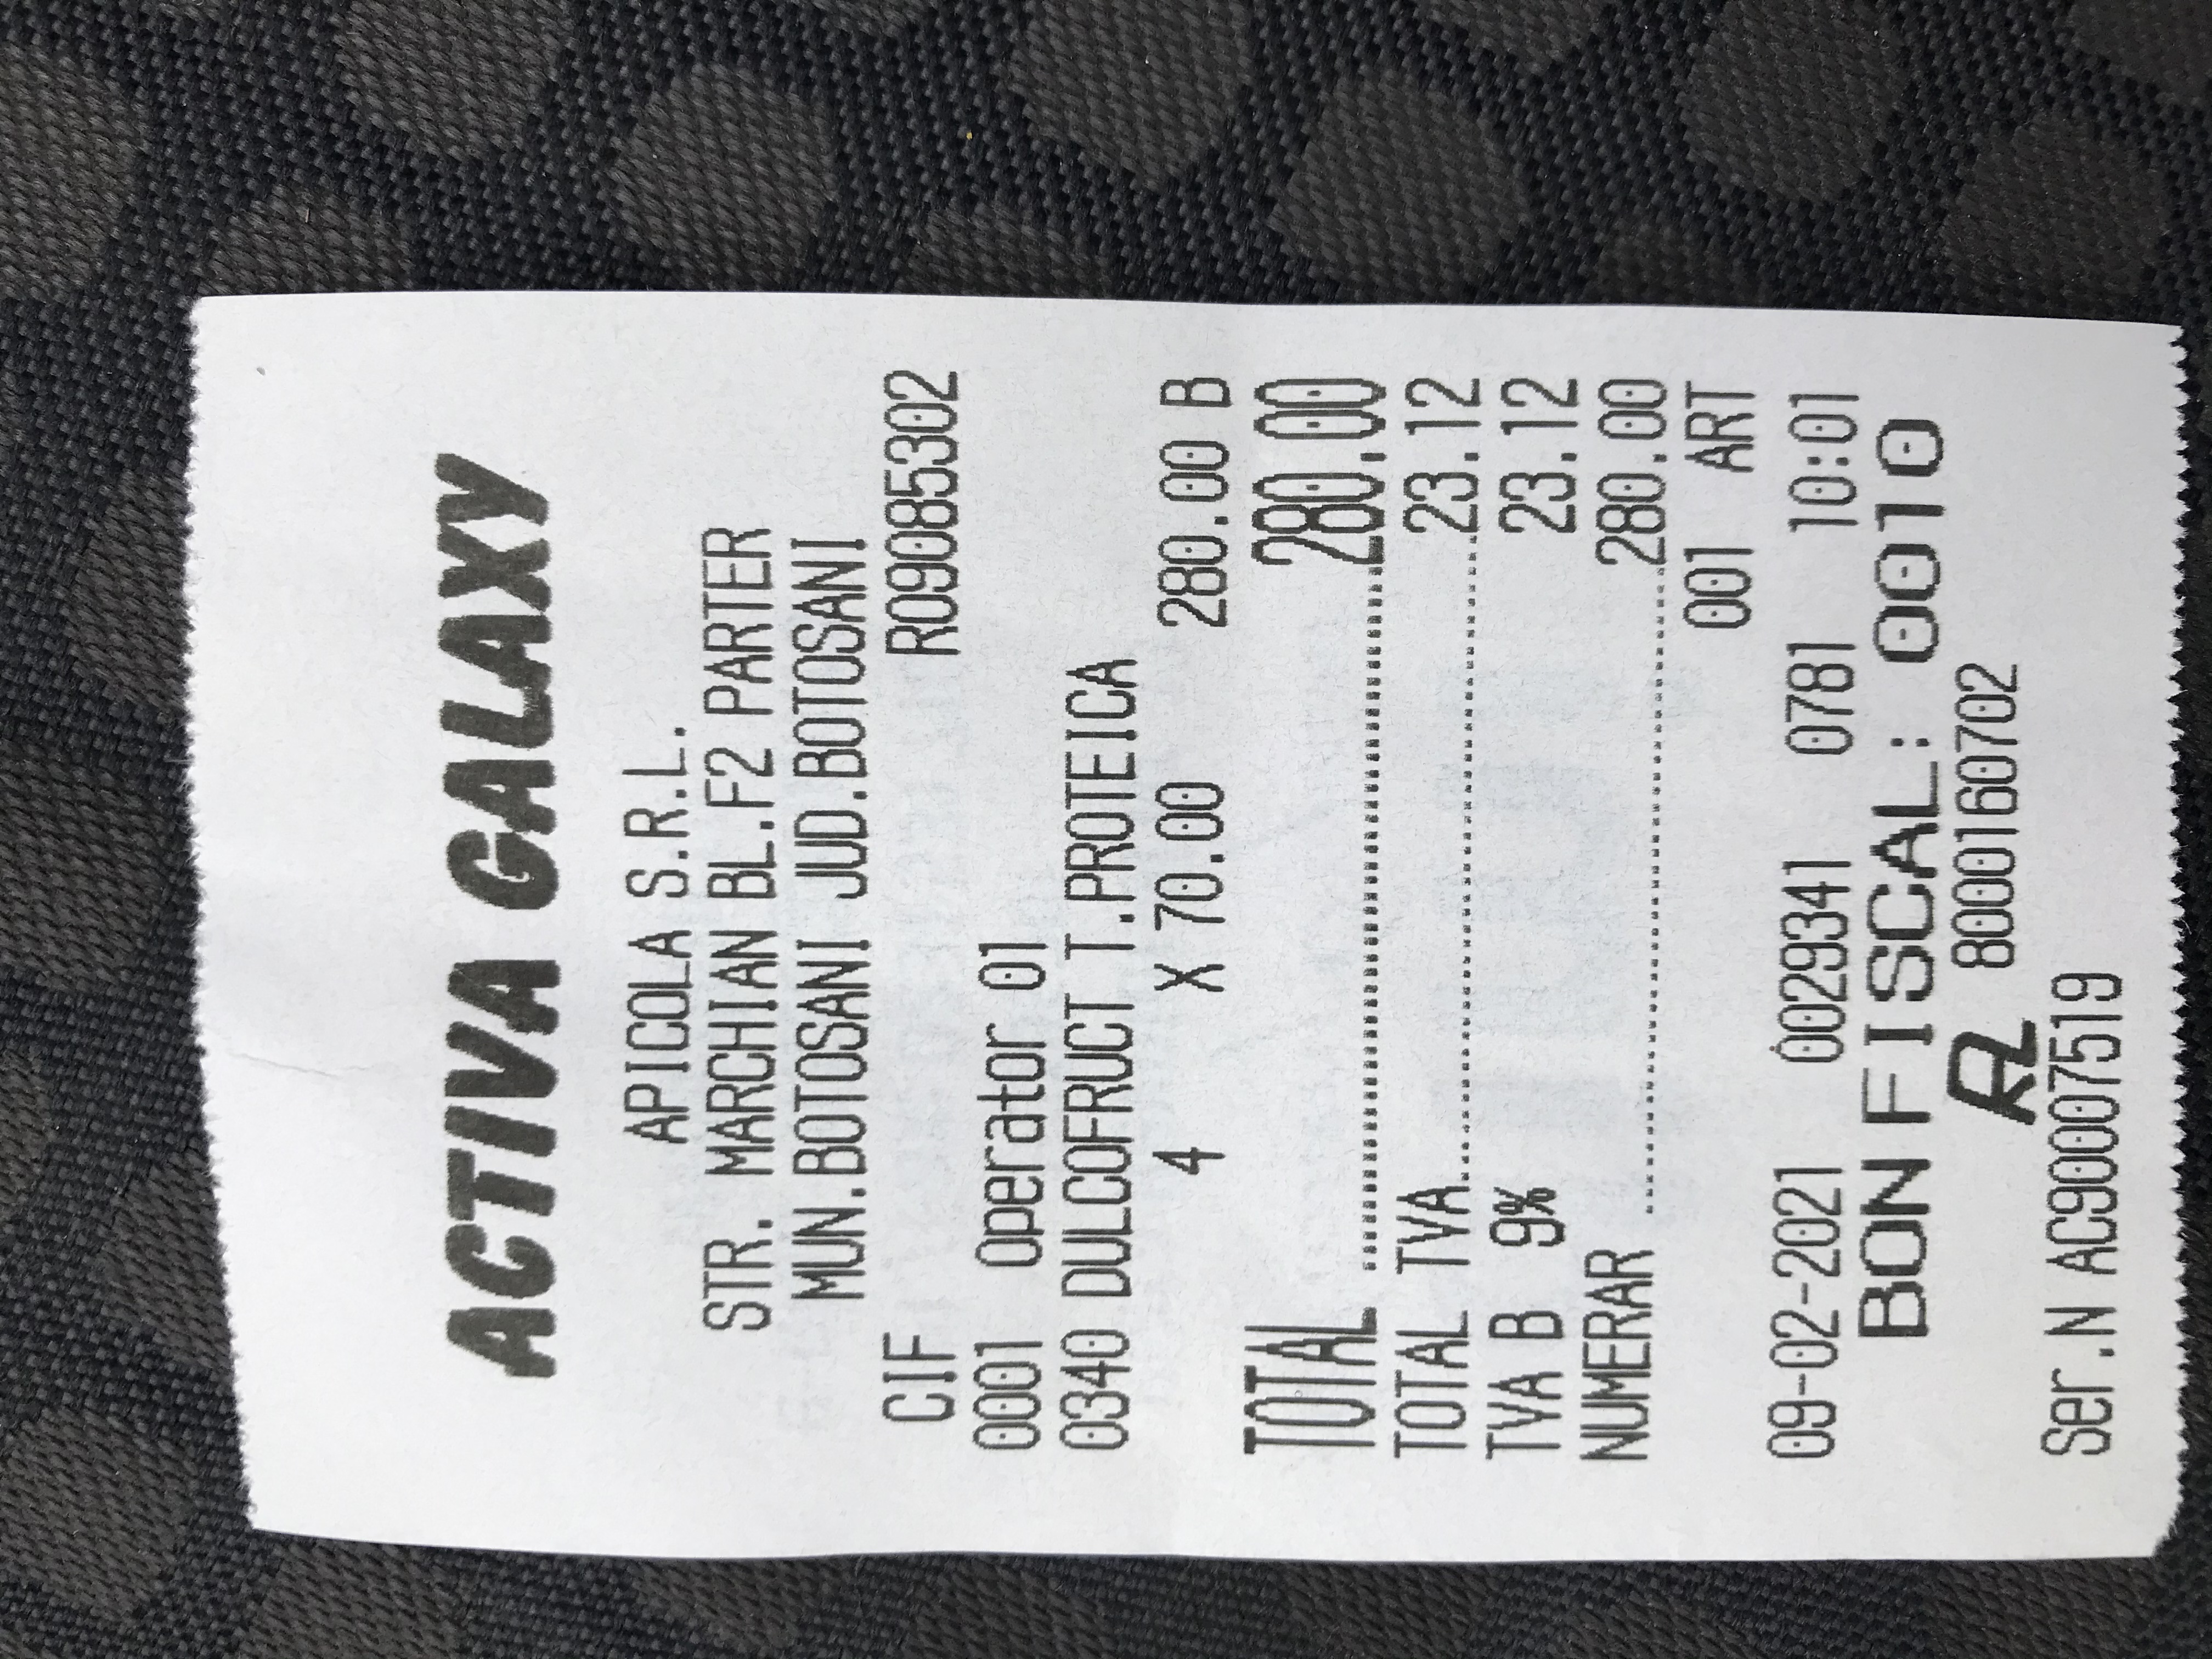 ACTIVA GALAXY
APICOLA S.R.L.
STR. MARCHIAN BL.F2 PARTER
MUN.BOTOSANI JUD.BOTOSANI
CIF RO9085302
0001 Operator 01
0340 DULCOFRUCT T.PROTEICA
4 X 70.00 280.00 B
TOTAL ..................... 280.00
TOTAL TVA..................... 23.12
TVA B 9% 23.12
NUMERAR ..................... 280.00
001 ART
09-02-2021 0029341 0781 10:01
BON FISCAL: 0010
AL 8000160702
Ser.N AC9000007519